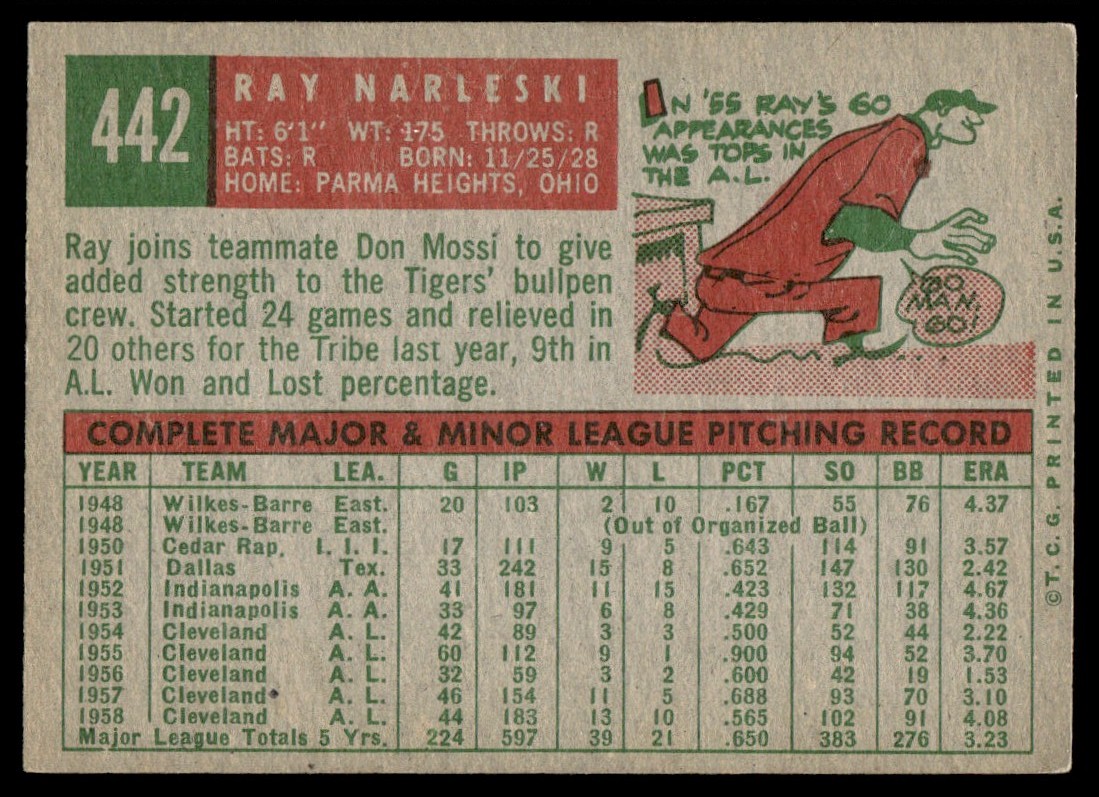 442
RAY NARLESKI
HT: 6'1" WT: 175 THROWS: R
BATS: R BORN: 11/25/28
HOME: PARMA HEIGHTS, OHIO
IN '55 RAY'S 60
APPEARANCES
WAS TOPS IN
THE A.L.
GO
MAN
GO!
Ray joins teammate Don Mossi to give
added strength to the Tigers' bullpen
crew. Started 24 games and relieved in
20 others for the Tribe last year, 9th in
A.L. Won and Lost percentage.
COMPLETE MAJOR & MINOR LEAGUE PITCHING RECORD
YEAR TEAM LEA. G IP W L PCT SO BB ERA
1948 Wilkes-Barre East. 20 103 2 10 .167 55 76 4.37
1948 Wilkes-Barre East. (Out of Organized Ball)
1950 Cedar Rap. I. I. I. 17 111 9 5 .643 114 91 3.57
1951 Dallas Tex. 33 242 15 8 .652 147 130 2.42
1952 Indianapolis A. A. 41 181 11 15 .423 132 117 4.67
1953 Indianapolis A. A. 33 97 6 8 .429 71 38 4.36
1954 Cleveland A. L. 42 89 3 3 .500 52 44 2.22
1955 Cleveland A. L. 60 112 9 1 .900 94 52 3.70
1956 Cleveland A. L. 32 59 3 2 .600 42 19 1.53
1957 Cleveland A. L. 46 154 11 5 .688 93 70 3.10
1958 Cleveland A. L. 44 183 13 10 .565 102 91 4.08
Major League Totals 5 Yrs. 224 597 39 21 .650 383 276 3.23
©T.C.G. PRINTED IN U.S.A.